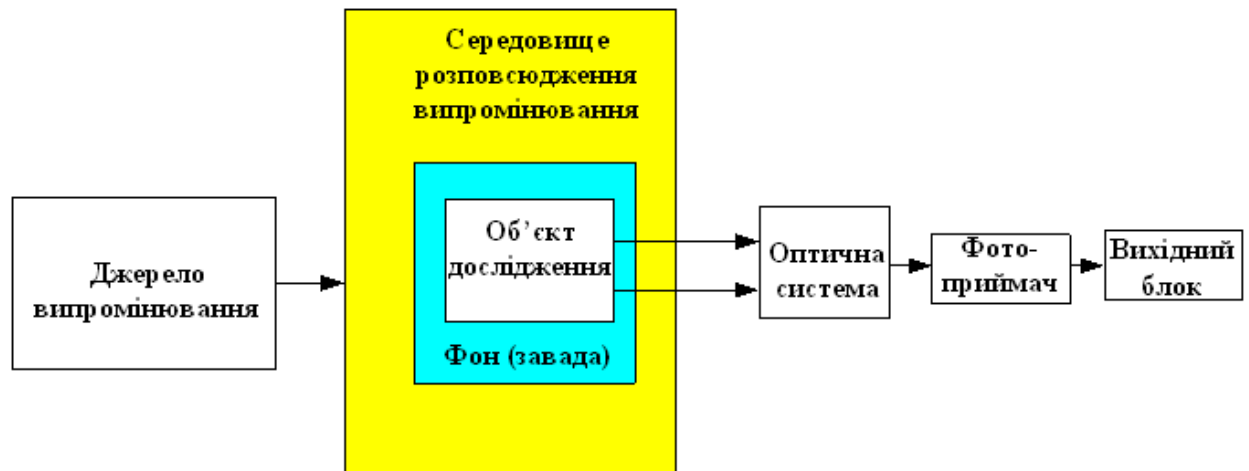 Джерело
випромінювання
Середовище
розповсюдження
випромінювання
Об’єкт
дослідження
Фон (завада)
Оптична
система
Фото-
приймач
Вихідний
блок